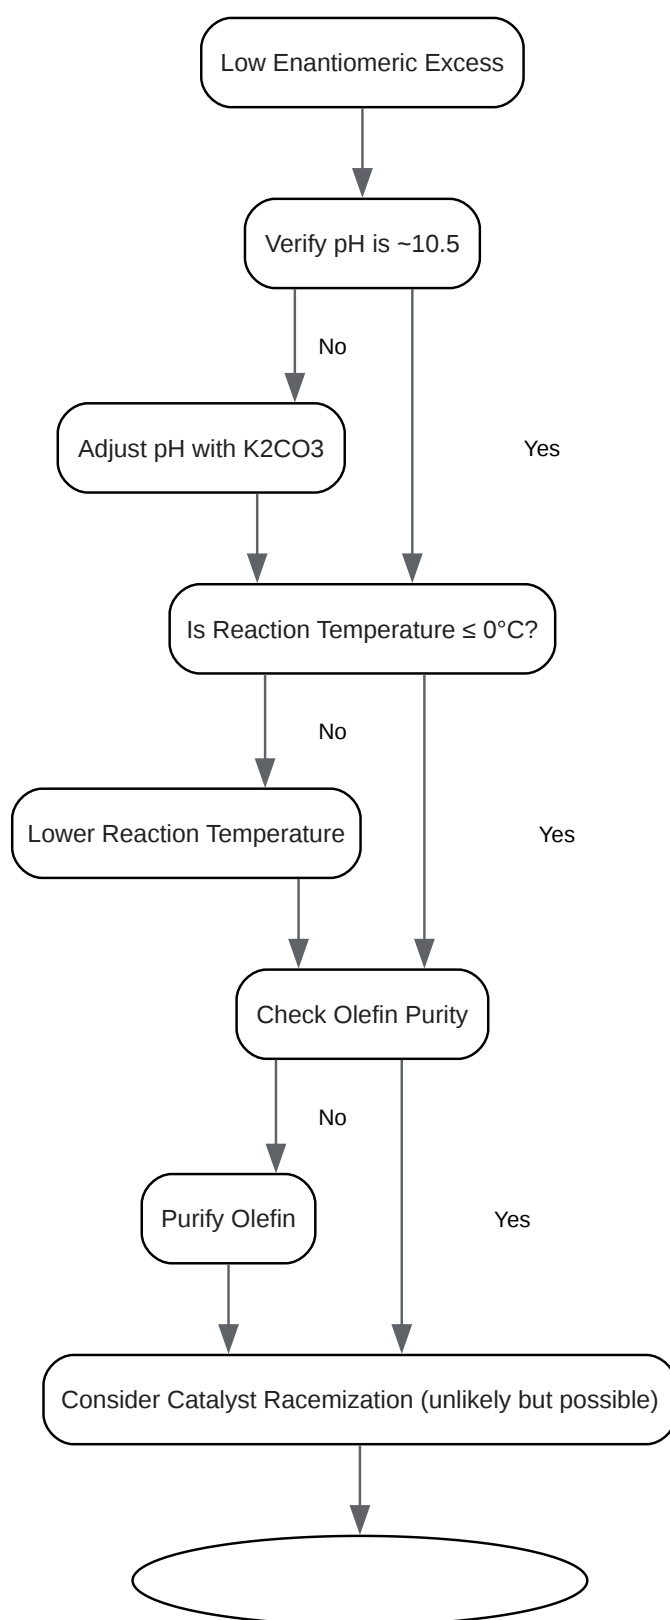 Low Enantiomeric Excess
Verify pH is ~10.5
No
Adjust pH with K2CO3
Yes
Is Reaction Temperature ≤ 0°C?
No
Lower Reaction Temperature
Yes
Check Olefin Purity
No
Purify Olefin
Yes
Consider Catalyst Racemization (unlikely but possible)